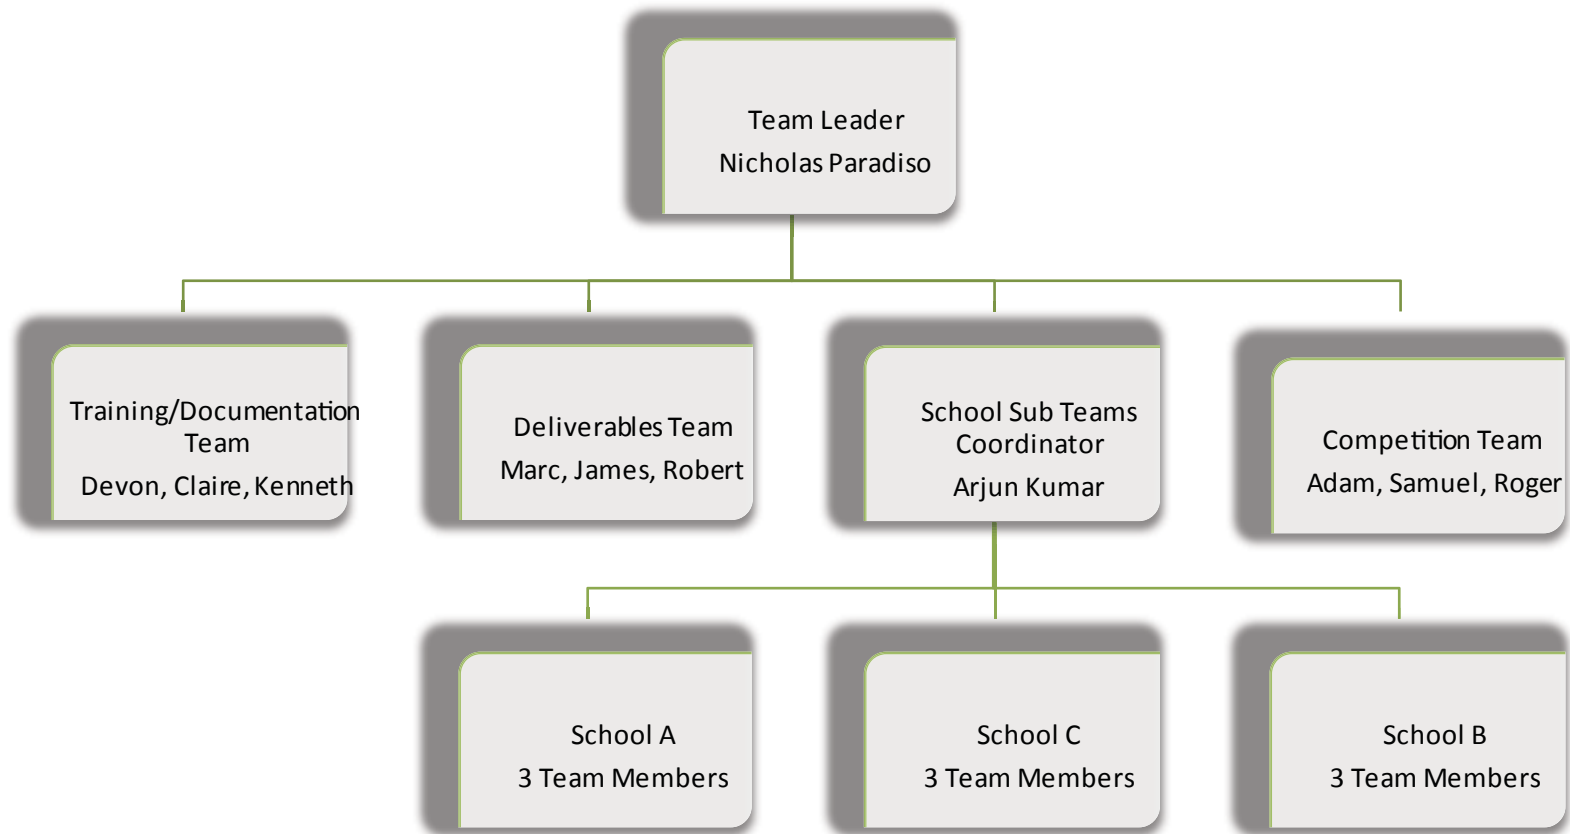 Team Leader
Nicholas Paradiso
Training/Documentation
Team
Devon, Claire, Kenneth
Deliverables Team
Marc, James, Robert
School Sub Teams
Coordinator
Arjun Kumar
Competition Team
Adam, Samuel, Roger
School A
3 Team Members
School C
3 Team Members
School B
3 Team Members